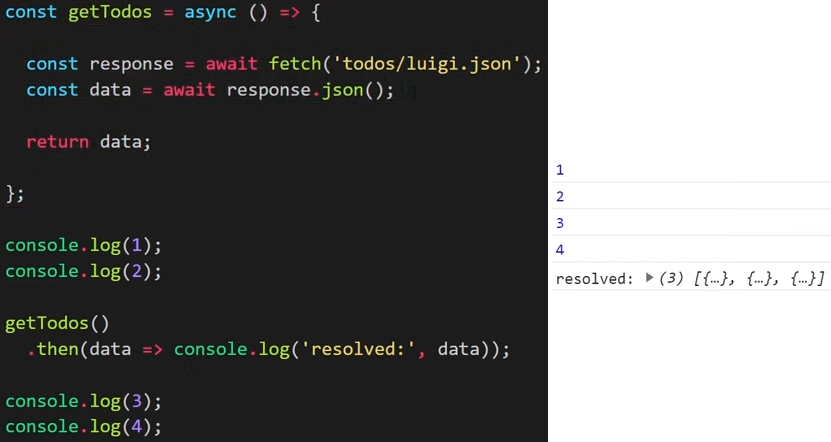 const getTodos = async () => {
const response = await fetch('todos/luigi.json');
const data = await response.json();
return data;
};
console.log(1);
console.log(2);
getTodos()
.then(data => console.log('resolved:', data));
console.log(3);
console.log(4);
1
2
3
4
resolved: ▶ (3) [{…}, {…}, {…}]